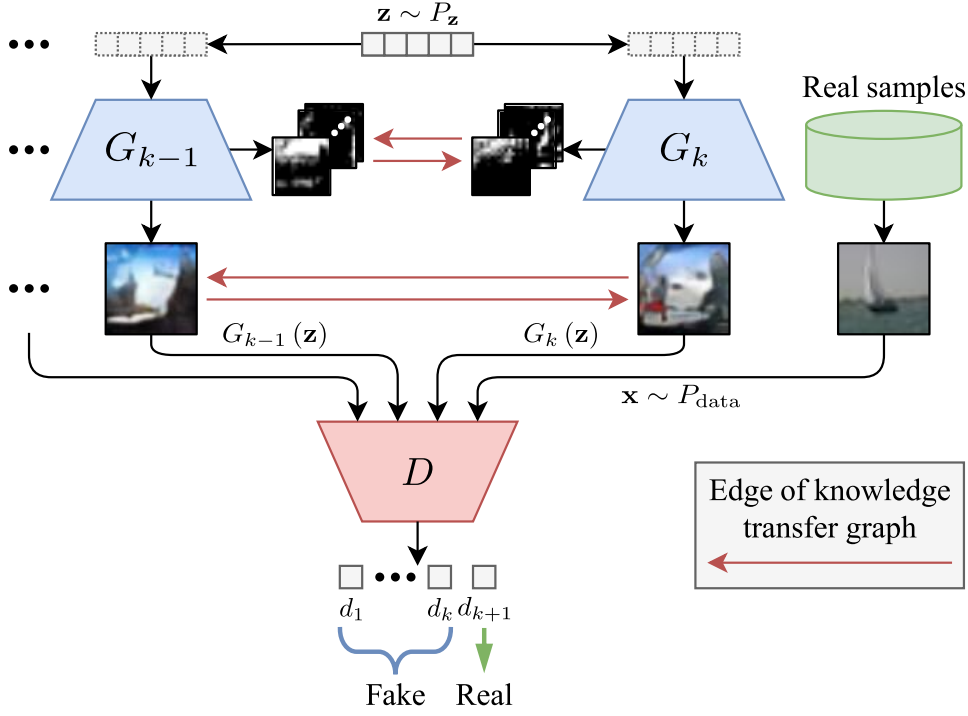 z ∼ P_z
Real samples
G_{k−1}
G_k
G_{k−1}(z)
G_k(z)
x ∼ P_data
D
Edge of knowledge
transfer graph
d_1
d_k
d_{k+1}
Fake
Real